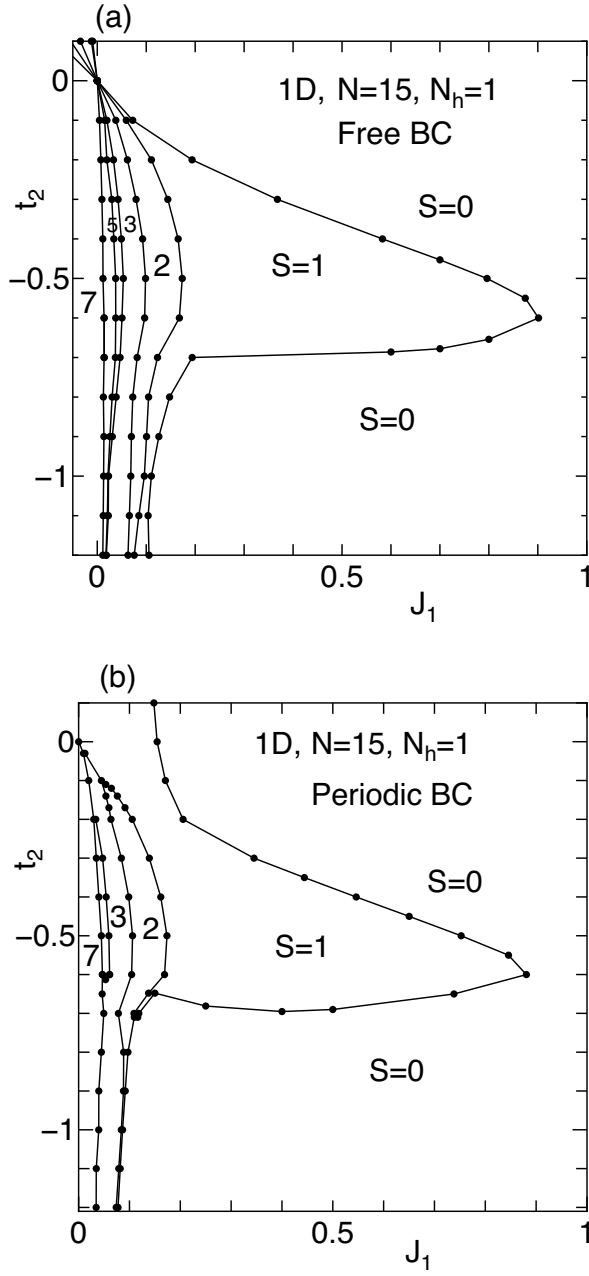 (a)
1D, N=15, N_h=1
Free BC
0
S=0
t_2
5
3
S=1
2
−0.5
7
S=0
−1
0
0.5
1
J_1
(b)
0
1D, N=15, N_h=1
Periodic BC
t_2
S=0
3
2
S=1
7
−0.5
S=0
−1
0
0.5
1
J_1